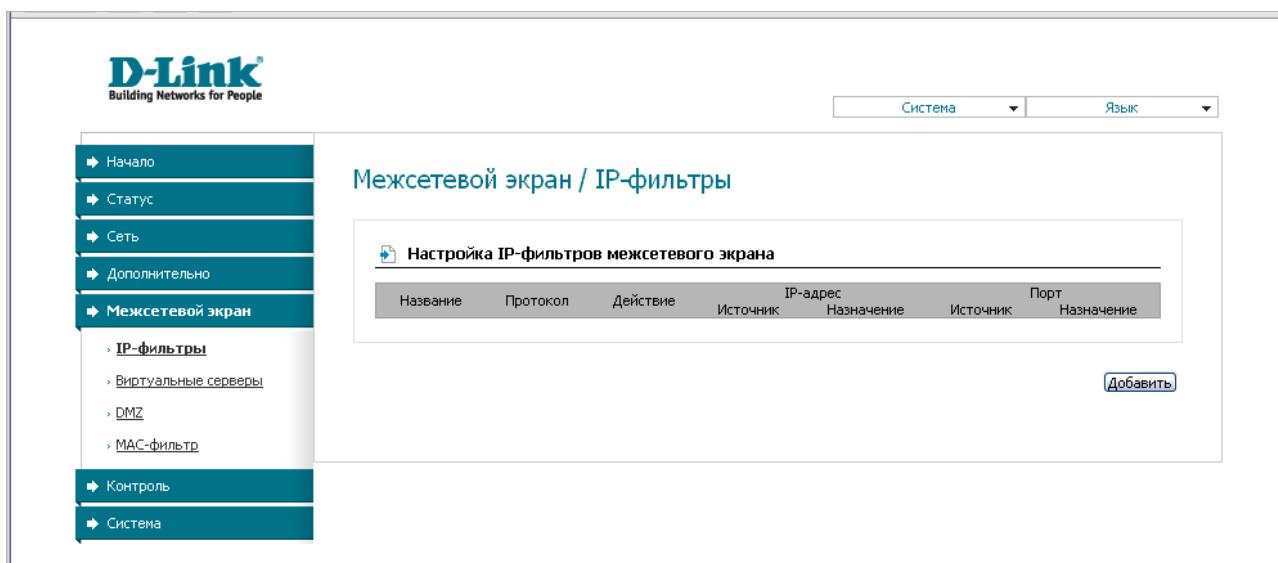 D-Link
Building Networks for People
Система
Язык
Начало
Статус
Сеть
Дополнительно
Межсетевой экран
IP-фильтры
Виртуальные серверы
DMZ
MAC-фильтр
Контроль
Система
Межсетевой экран / IP-фильтры
Настройка IP-фильтров межсетевого экрана
Название Протокол Действие IP-адрес Порт
Источник Назначение Источник Назначение
Добавить